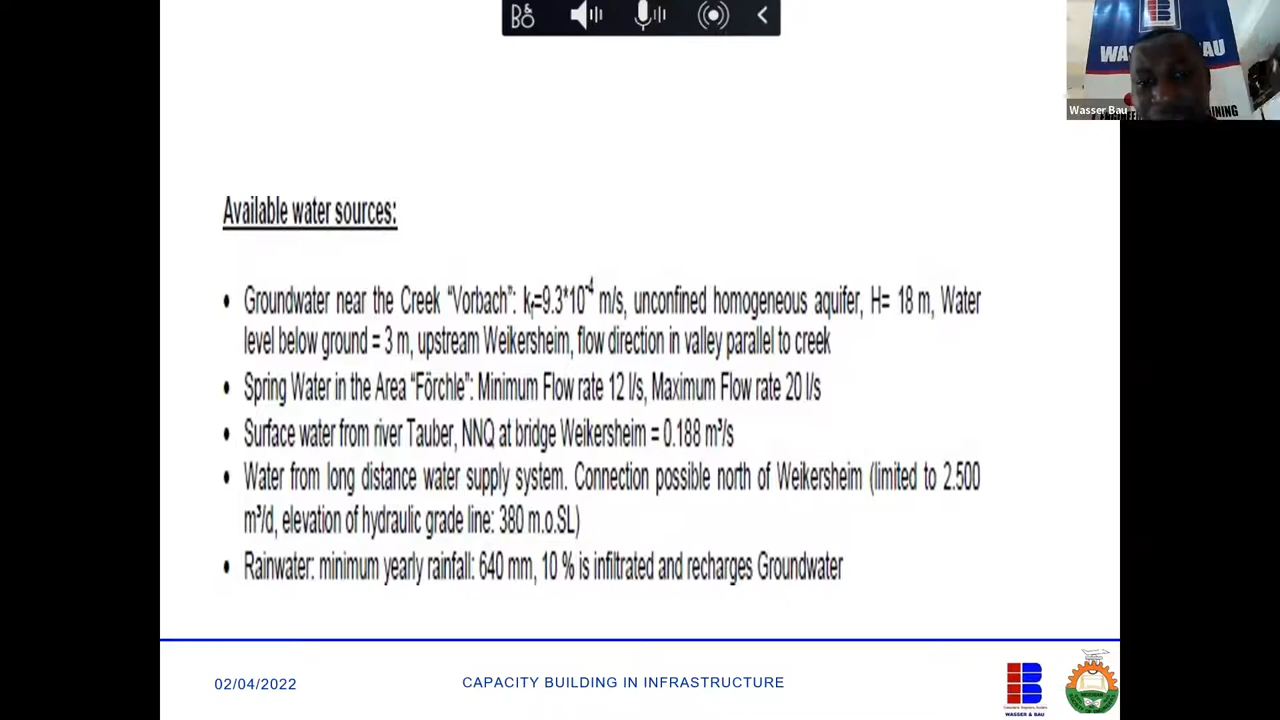 WAS
AU
Wasser Bau
INING
Available water sources:
• Groundwater near the Creek “Vorbach”: kf=9.3*10-4 m/s, unconfined homogeneous aquifer, H= 18 m, Water
level below ground = 3 m, upstream Weikersheim, flow direction in valley parallel to creek
• Spring Water in the Area “Förchle”: Minimum Flow rate 12 l/s, Maximum Flow rate 20 l/s
• Surface water from river Tauber, NNQ at bridge Weikersheim = 0.188 m³/s
• Water from long distance water supply system. Connection possible north of Weikersheim (limited to 2.500
m³/d, elevation of hydraulic grade line: 380 m.o.SL)
• Rainwater: minimum yearly rainfall: 640 mm, 10 % is infiltrated and recharges Groundwater
02/04/2022
CAPACITY BUILDING IN INFRASTRUCTURE
WASSER & BAU